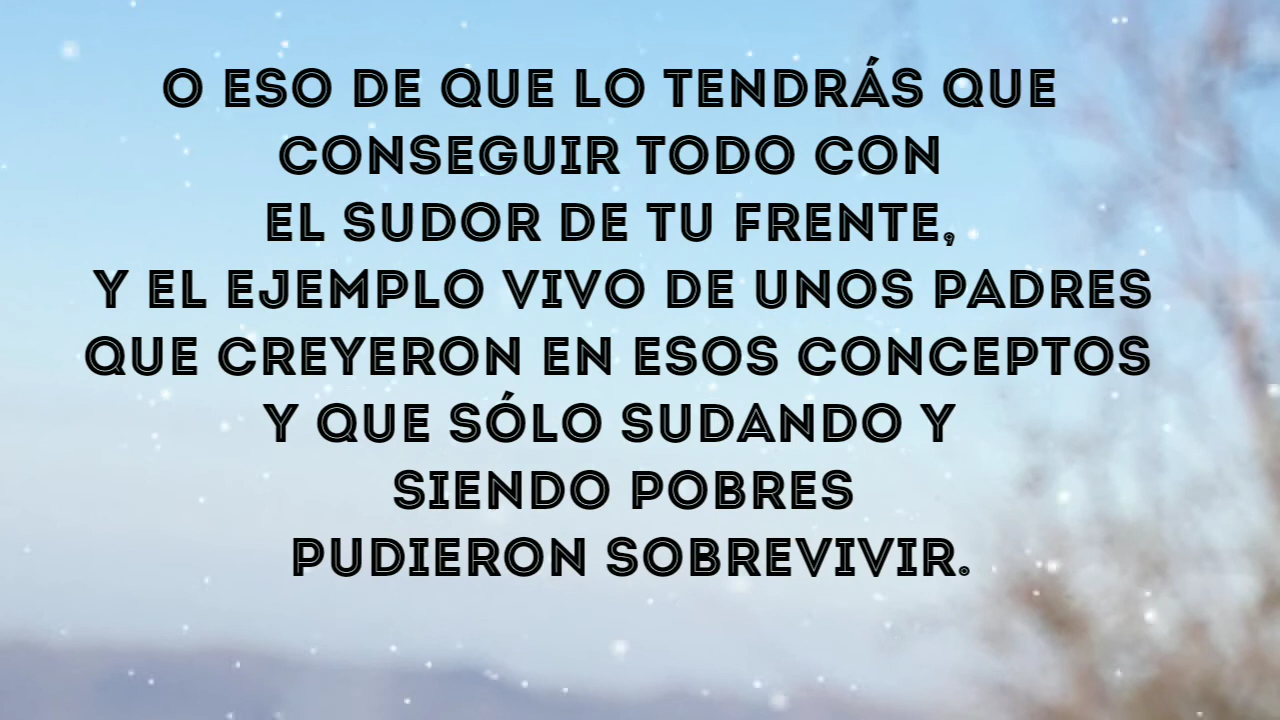 O ESO DE QUE LO TENDRÁS QUE
CONSEGUIR TODO CON
EL SUDOR DE TU FRENTE,
Y EL EJEMPLO VIVO DE UNOS PADRES
QUE CREYERON EN ESOS CONCEPTOS
Y QUE SÓLO SUDANDO Y
SIENDO POBRES
PUDIERON SOBREVIVIR.